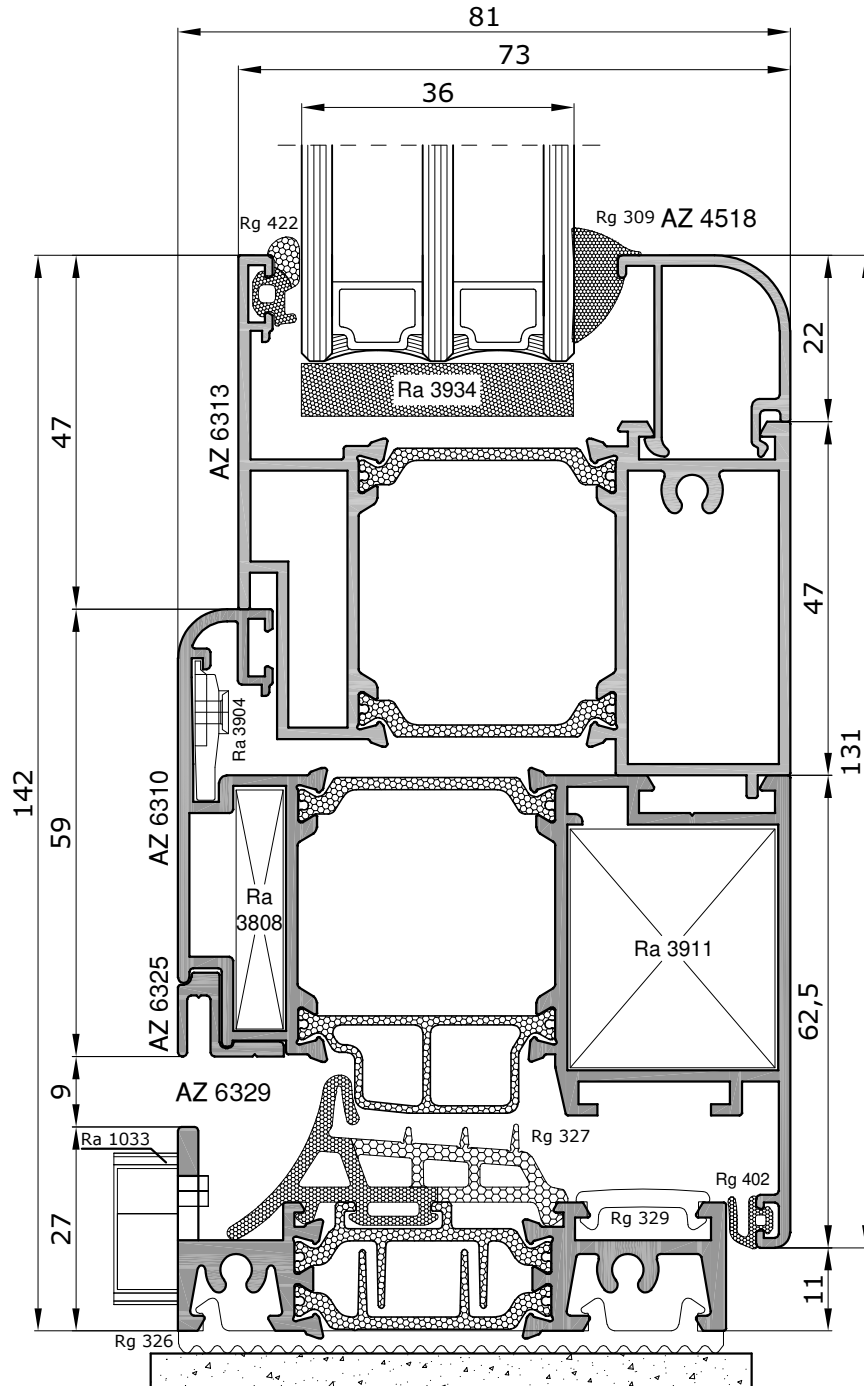 81
73
36
Rg 422
Rg 309 AZ 4518
22
47
AZ 6313
Ra 3934
47
Ra 3904
131
142
59
AZ 6310
Ra
3808
Ra 3911
62,5
AZ 6325
9
AZ 6329
Ra 1033
Rg 327
Rg 402
27
Rg 329
11
Rg 326